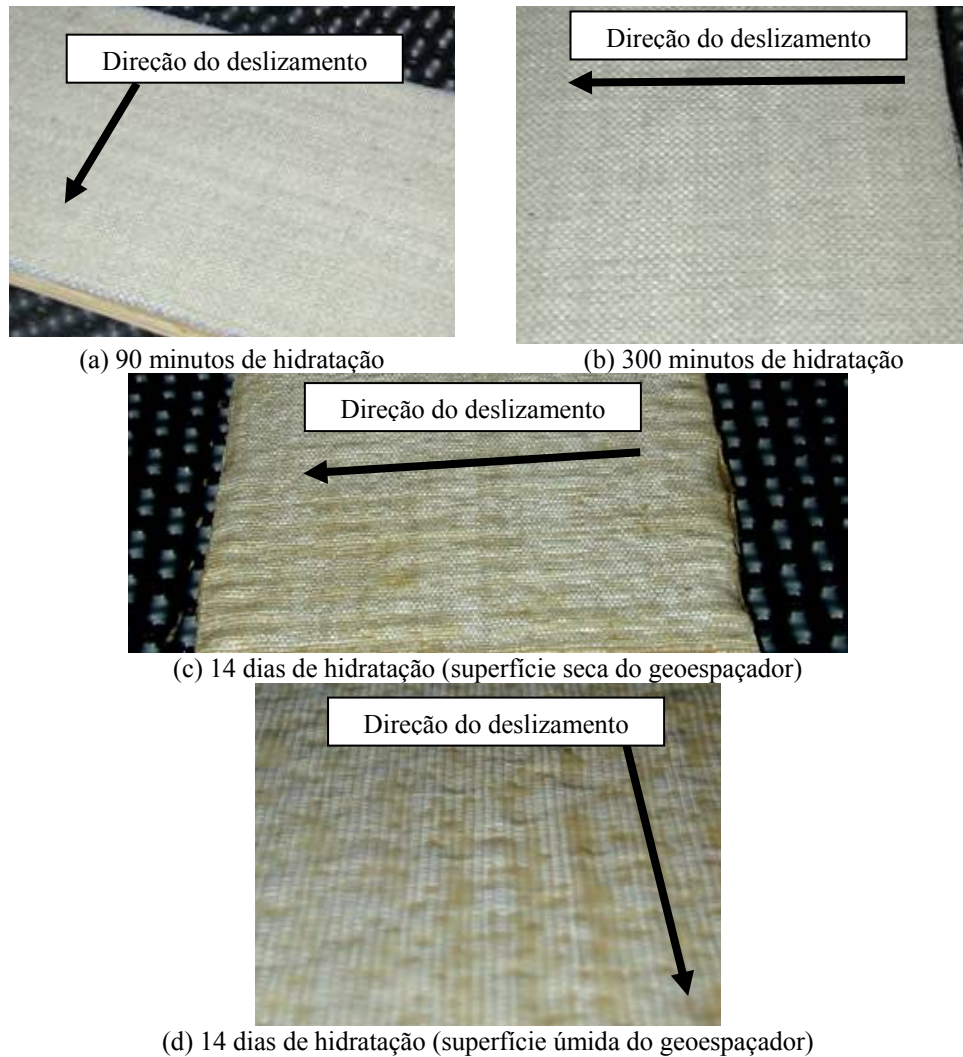 Direção do deslizamento
Direção do deslizamento
(a) 90 minutos de hidratação
(b) 300 minutos de hidratação
Direção do deslizamento
(c) 14 dias de hidratação (superfície seca do geoespaçador)
Direção do deslizamento
(d) 14 dias de hidratação (superfície úmida do geoespaçador)